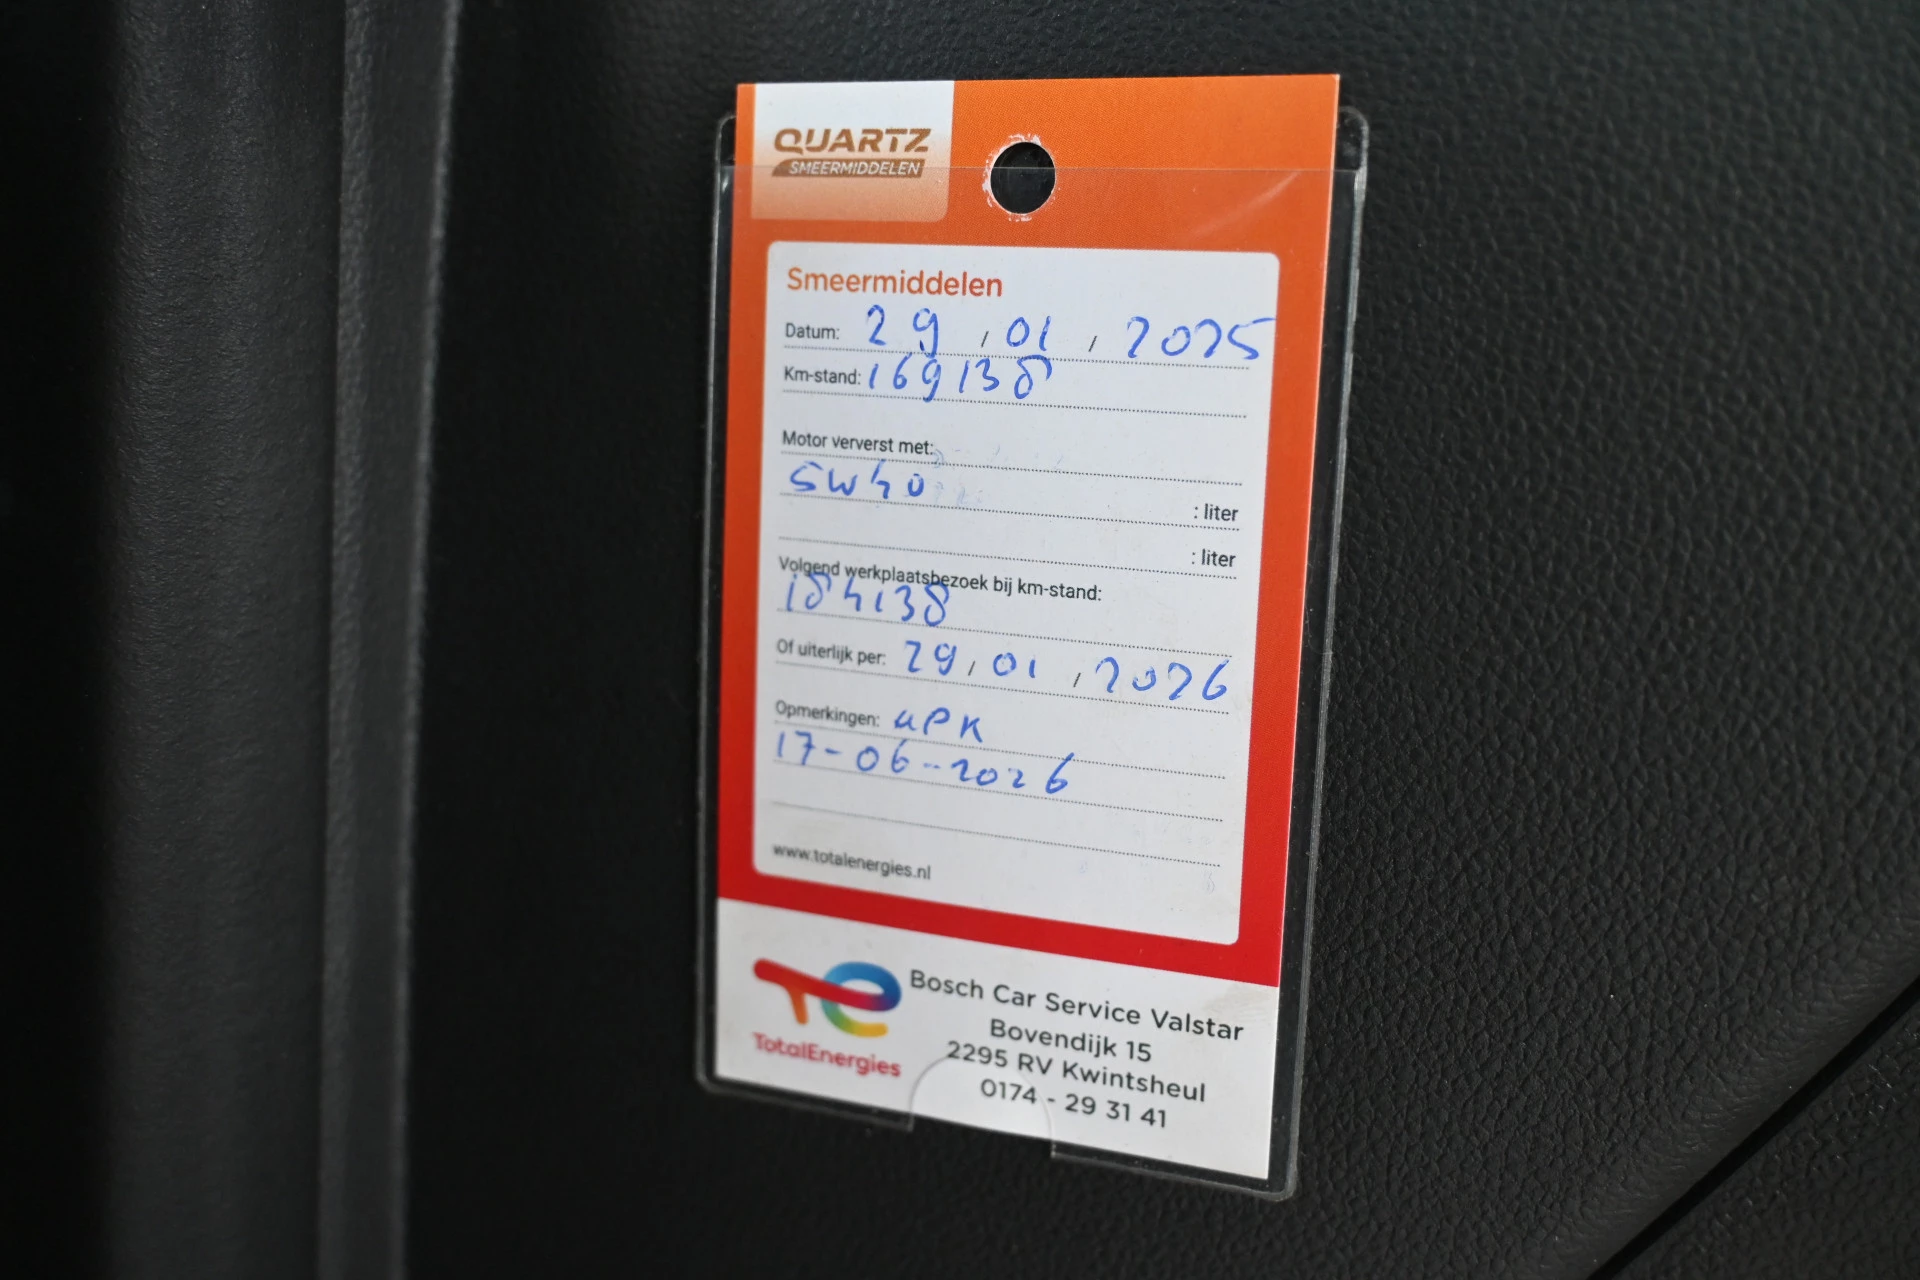 QUARTZ
SMEERMIDDELEN
Smeermiddelen
Datum: 29 / 01 / 2025
Km-stand: 169138
Motor ververst met:
5W40
: liter
: liter
Volgend werkplaatsbezoek bij km-stand:
184138
Of uiterlijk per: 29 / 01 / 2026
Opmerkingen: APK
17-06-2026
www.totalenergies.nl
TotalEnergies
Bosch Car Service Valstar
Bovendijk 15
2295 RV Kwintsheul
0174 - 29 31 41